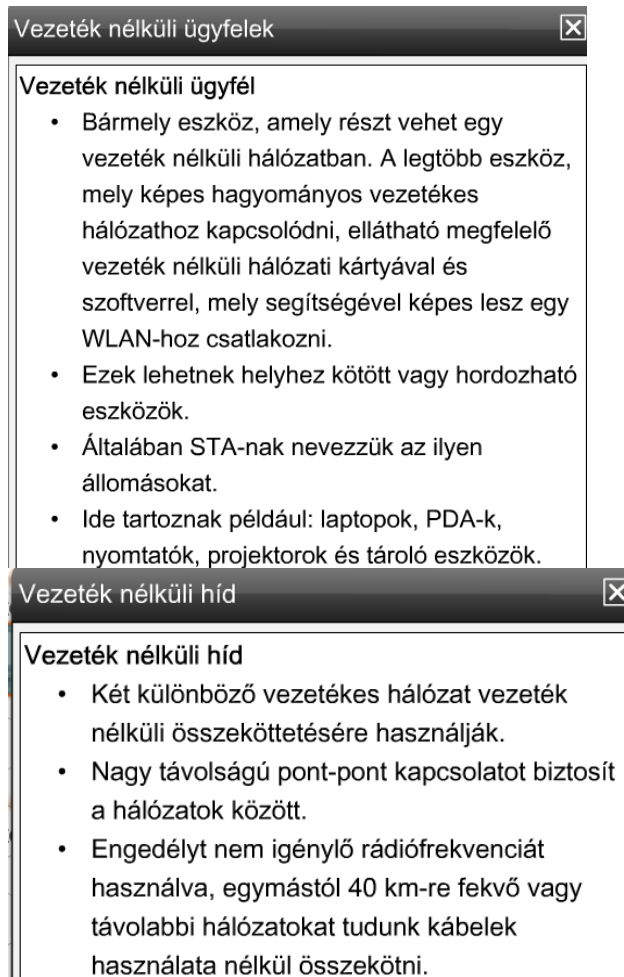 Vezeték nélküli ügyfelek
Vezeték nélküli ügyfél
• Bármely eszköz, amely részt vehet egy
vezeték nélküli hálózatban. A legtöbb eszköz,
mely képes hagyományos vezetékes
hálózathoz kapcsolódni, ellátható megfelelő
vezeték nélküli hálózati kártyával és
szoftverrel, mely segítségével képes lesz egy
WLAN-hoz csatlakozni.
• Ezek lehetnek helyhez kötött vagy hordozható
eszközök.
• Általában STA-nak nevezzük az ilyen
állomásokat.
• Ide tartoznak például: laptopok, PDA-k,
nyomtatók, projektorok és tároló eszközök.
Vezeték nélküli híd
Vezeték nélküli híd
• Két különböző vezetékes hálózat vezeték
nélküli összeköttetésére használják.
• Nagy távolságú pont-pont kapcsolatot biztosít
a hálózatok között.
• Engedélyt nem igénylő rádiófrekvenciát
használva, egymástól 40 km-re fekvő vagy
távolabbi hálózatokat tudunk kábelek
használata nélkül összekötni.